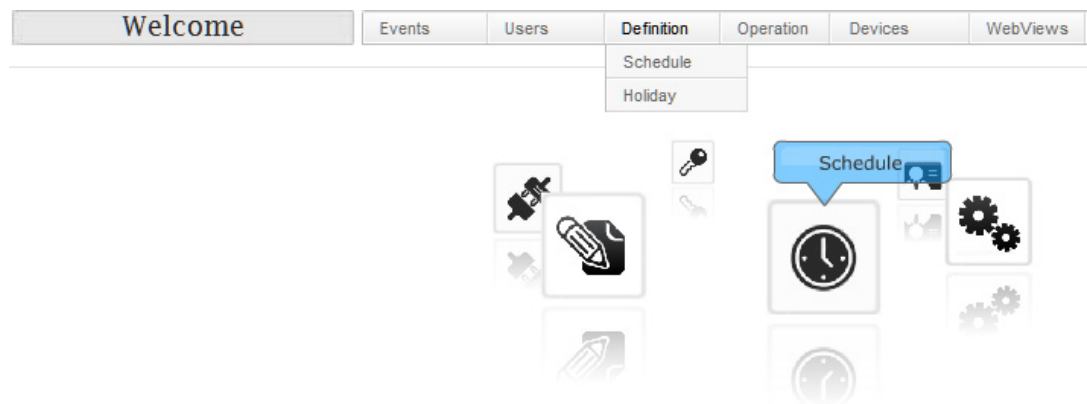 Welcome
Events Users Definition Operation Devices WebViews
Schedule
Holiday
Schedule